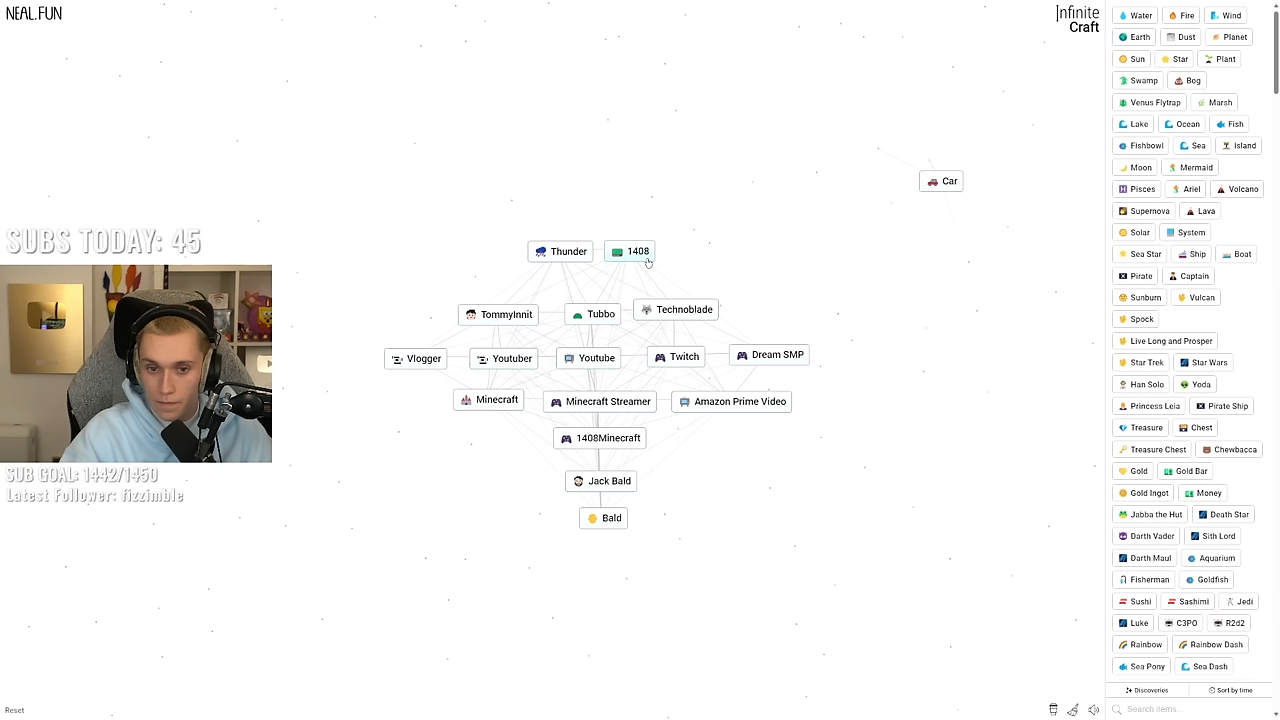 NEAL.FUN
Infinite
Craft
Car
Thunder
1408
TommyInnit
Tubbo
Technoblade
Vlogger
Youtuber
Youtube
Twitch
Dream SMP
Minecraft
Minecraft Streamer
Amazon Prime Video
1408Minecraft
Jack Bald
Bald
SUBS TODAY: 45
SUB GOAL: 1442/1450
Latest Follower: fizzimble
Reset
Water Fire Wind
Earth Dust Planet
Sun Star Plant
Swamp Bog
Venus Flytrap Marsh
Lake Ocean Fish
Fishbowl Sea Island
Moon Mermaid
Pisces Ariel Volcano
Supernova Lava
Solar System
Sea Star Ship Boat
Pirate Captain
Sunburn Vulcan
Spock
Live Long and Prosper
Star Trek Star Wars
Han Solo Yoda
Princess Leia Pirate Ship
Treasure Chest
Treasure Chest Chewbacca
Gold Gold Bar
Gold Ingot Money
Jabba the Hut Death Star
Darth Vader Sith Lord
Darth Maul Aquarium
Fisherman Goldfish
Sushi Sashimi Jedi
Luke C3PO R2d2
Rainbow Rainbow Dash
Sea Pony Sea Dash
Discoveries Sort by time
Search items...